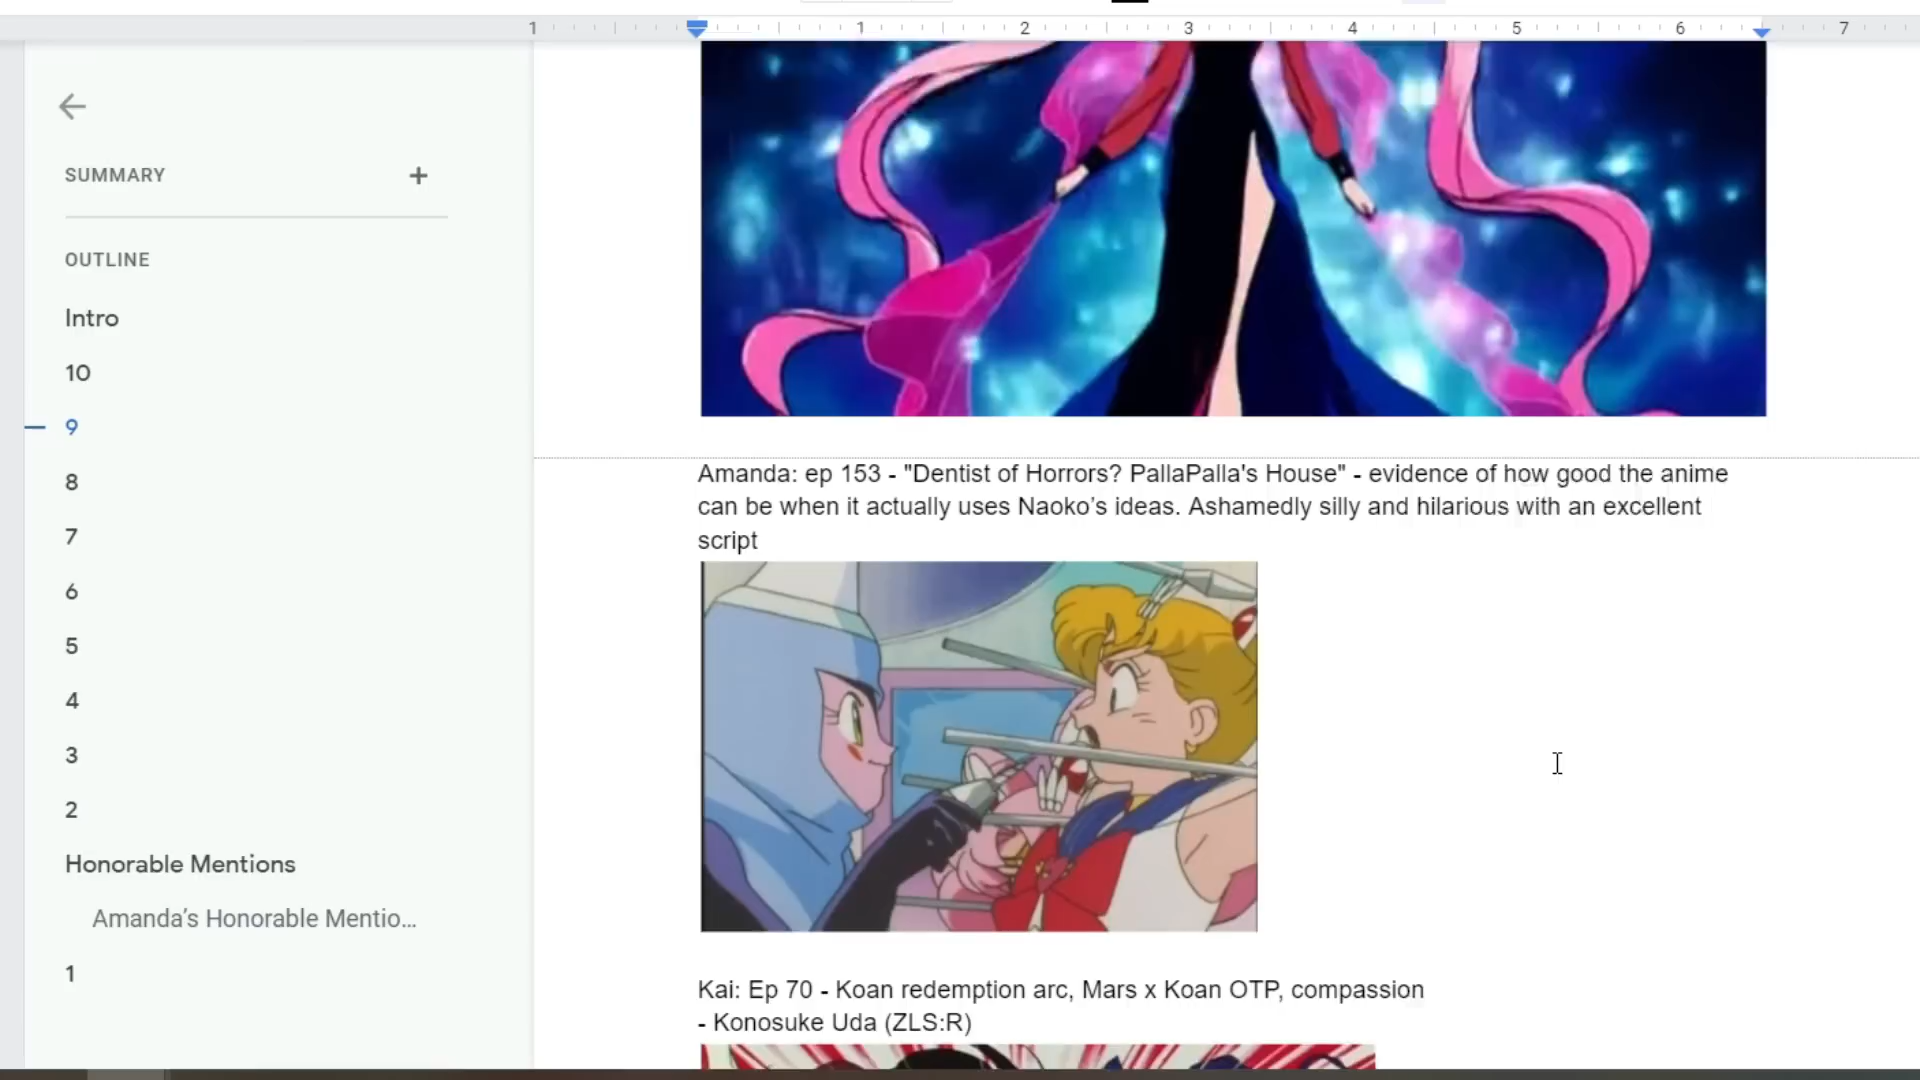 1 1 2 3 4 5 6 7
SUMMARY +
OUTLINE
Intro
10
9
8
7
6
5
4
3
2
Honorable Mentions
Amanda’s Honorable Mentio...
1
Amanda: ep 153 - "Dentist of Horrors? PallaPalla's House" - evidence of how good the anime
can be when it actually uses Naoko’s ideas. Ashamedly silly and hilarious with an excellent
script
Kai: Ep 70 - Koan redemption arc, Mars x Koan OTP, compassion
- Konosuke Uda (ZLS:R)